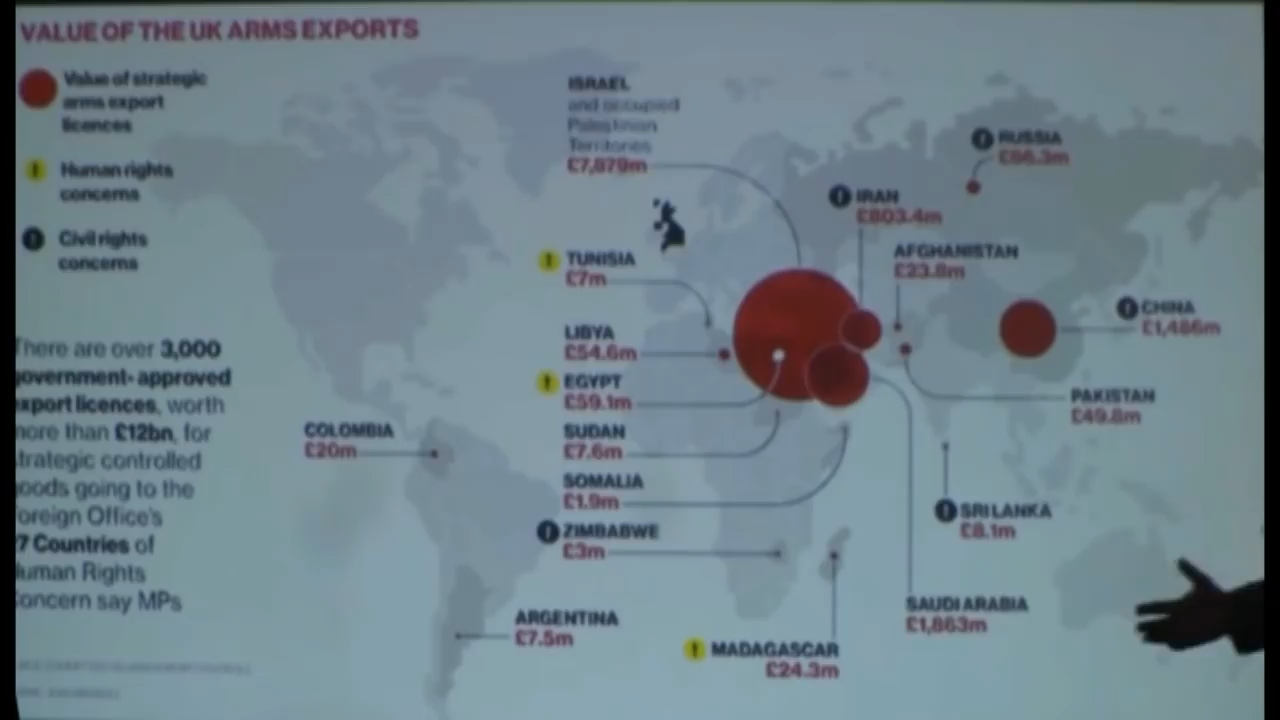 VALUE OF THE UK ARMS EXPORTS
Value of strategic
arms export
licences
Human rights
concerns
Civil rights
concerns
There are over 3,000
government- approved
export licences, worth
more than £12bn, for
strategic controlled
goods going to the
Foreign Office's
7 Countries of
Human Rights
Concern say MPs
ISRAEL
and occupied
Palestinian
Territories
£7,879m
RUSSIA
£86.3m
IRAN
£803.4m
AFGHANISTAN
£23.8m
TUNISIA
£7m
CHINA
£1,486m
LIBYA
£54.6m
EGYPT
£59.1m
PAKISTAN
£49.8m
COLOMBIA
£20m
SUDAN
£7.6m
SOMALIA
£1.9m
SRI LANKA
£8.1m
ZIMBABWE
£3m
SAUDI ARABIA
£1,863m
ARGENTINA
£7.5m
MADAGASCAR
£24.3m